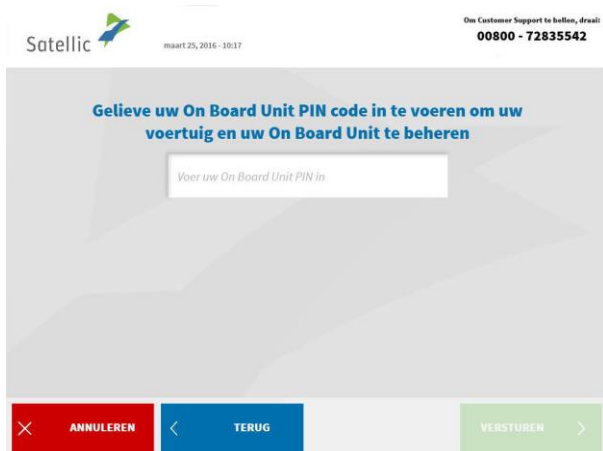 Om Customer Support te bellen, draai:
00800 - 72835542
Satellic
maart 25, 2016 - 10:17
Gelieve uw On Board Unit PIN code in te voeren om uw
voertuig en uw On Board Unit te beheren
Voer uw On Board Unit PIN in
ANNULEREN
TERUG
VERSTUREN